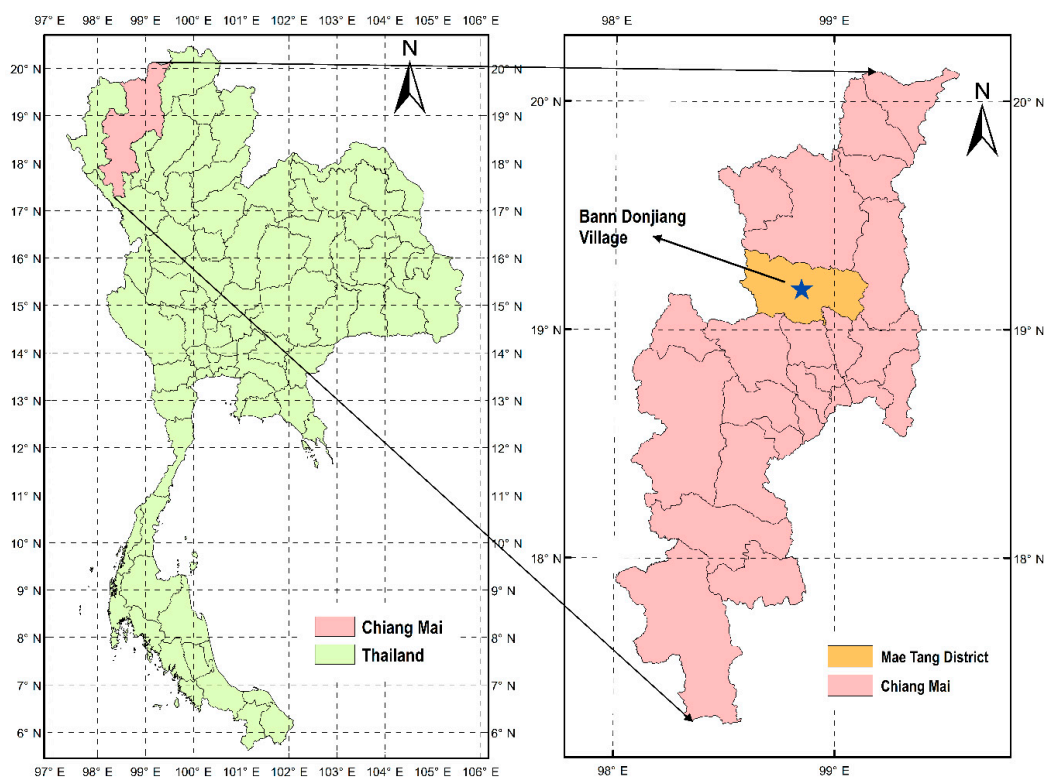 97° E 98° E 99° E 100° E 101° E 102° E 103° E 104° E 105° E 106° E
98° E 99° E
N
20° N 20° N
19° N 19° N
18° N 18° N
17° N 17° N
16° N 16° N
15° N 15° N
14° N 14° N
13° N 13° N
12° N 12° N
11° N 11° N
10° N 10° N
9° N 9° N
8° N 8° N
7° N 7° N
6° N 6° N
Chiang Mai
Thailand
97° E 98° E 99° E 100° E 101° E 102° E 103° E 104° E 105° E 106° E
N
20° N 20° N
Bann Donjiang
Village
19° N 19° N
18° N 18° N
Mae Tang District
Chiang Mai
98° E 99° E